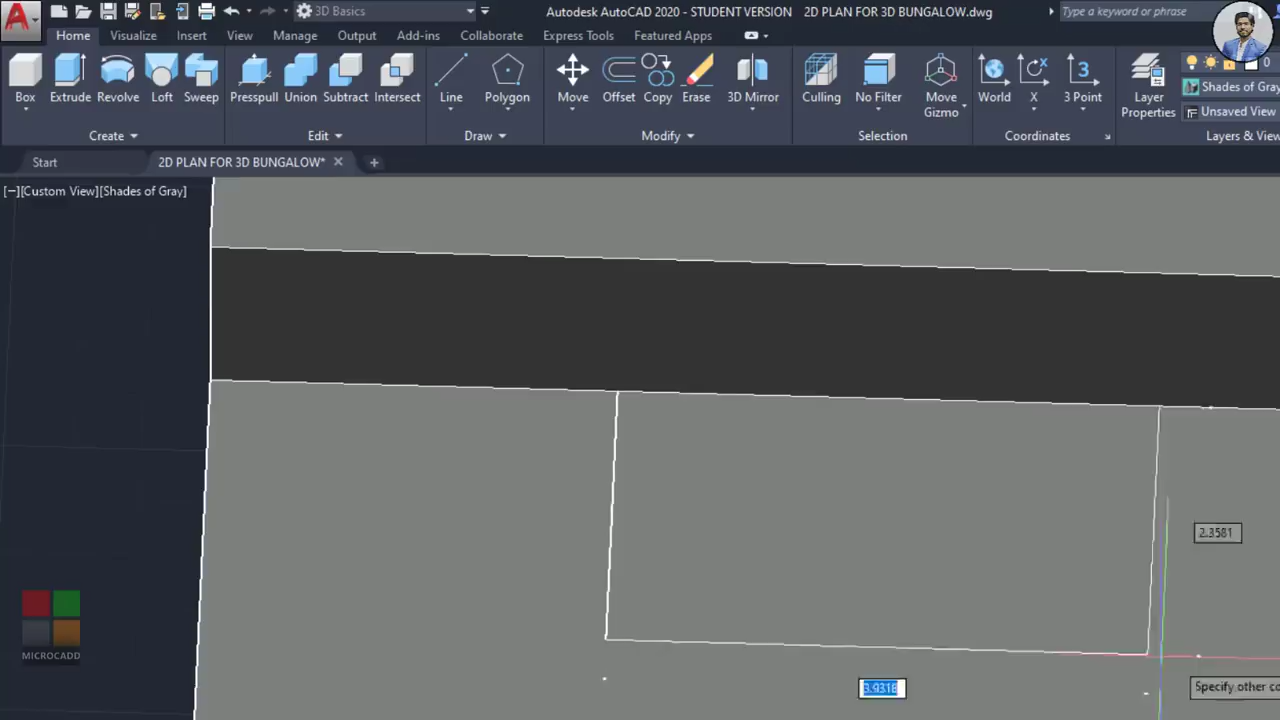 3D Basics
Autodesk AutoCAD 2020 - STUDENT VERSION 2D PLAN FOR 3D BUNGALOW.dwg
Type a keyword or phrase
Home Visualize Insert View Manage Output Add-ins Collaborate Express Tools Featured Apps
Box Extrude Revolve Loft Sweep Presspull Union Subtract Intersect Line Polygon Move Offset Copy Erase 3D Mirror Culling No Filter Move Gizmo World X 3 Point Layer Properties
0
Shades of Gray
Unsaved View
Create Edit Draw Modify Selection Coordinates Layers & View
Start 2D PLAN FOR 3D BUNGALOW*
[−][Custom View][Shades of Gray]
2.3581
MICROCADD
3.9318
Specify other co